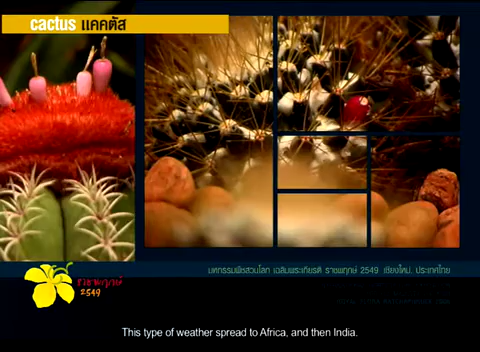 cactus แคคตัส
มหกรรมพืชสวนโลก เฉลิมพระเกียรติ ราชพฤกษ์ 2549 เชียงใหม่. ประเทศไทย
ราชพฤกษ์
2549
This type of weather spread to Africa, and then India.